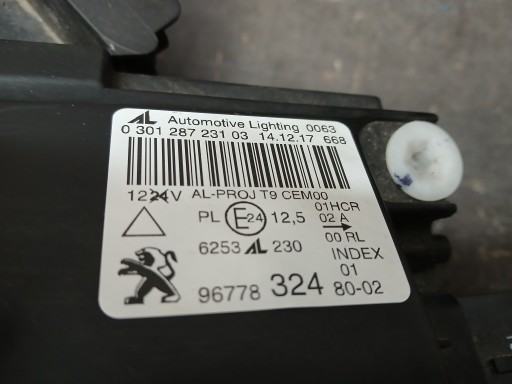 AL Automotive Lighting 0063
0 301 287 231 03 14.12.17 668
12 24V AL-PROJ T9 CEM00
01HCR
PL E24 12,5 02 A
00 RL
6253 AL 230 INDEX
01
96778 324 80-02